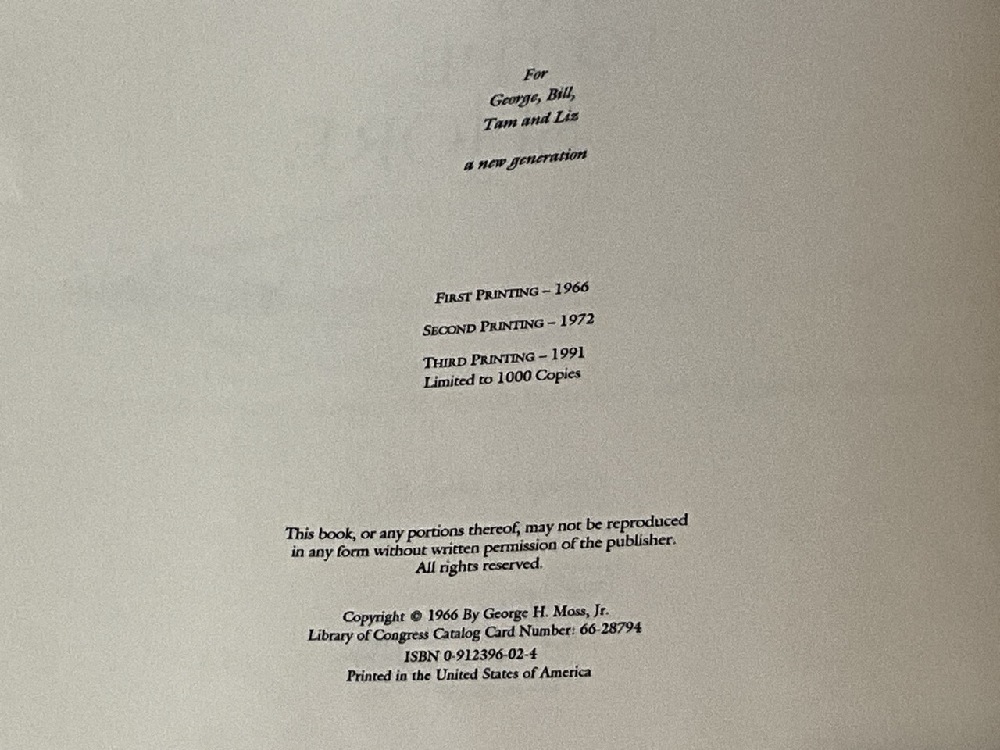 For
George, Bill,
Tam and Liz
a new generation
FIRST PRINTING – 1966
SECOND PRINTING – 1972
THIRD PRINTING – 1991
Limited to 1000 Copies
This book, or any portions thereof, may not be reproduced
in any form without written permission of the publisher.
All rights reserved.
Copyright © 1966 By George H. Moss, Jr.
Library of Congress Catalog Card Number: 66-28794
ISBN 0-912396-02-4
Printed in the United States of America